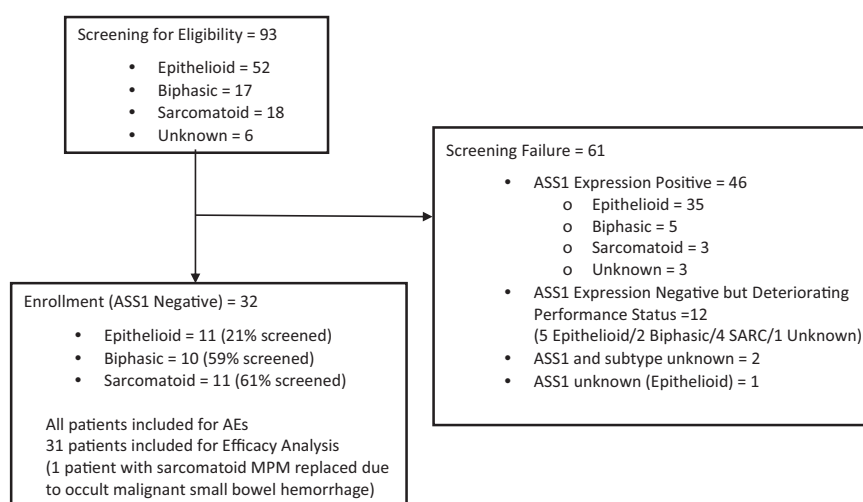 Screening for Eligibility = 93
• Epithelioid = 52
• Biphasic = 17
• Sarcomatoid = 18
• Unknown = 6
Screening Failure = 61
• ASS1 Expression Positive = 46
o Epithelioid = 35
o Biphasic = 5
o Sarcomatoid = 3
o Unknown = 3
• ASS1 Expression Negative but Deteriorating
Performance Status =12
(5 Epithelioid/2 Biphasic/4 SARC/1 Unknown)
• ASS1 and subtype unknown = 2
• ASS1 unknown (Epithelioid) = 1
Enrollment (ASS1 Negative) = 32
• Epithelioid = 11 (21% screened)
• Biphasic = 10 (59% screened)
• Sarcomatoid = 11 (61% screened)
All patients included for AEs
31 patients included for Efficacy Analysis
(1 patient with sarcomatoid MPM replaced due
to occult malignant small bowel hemorrhage)